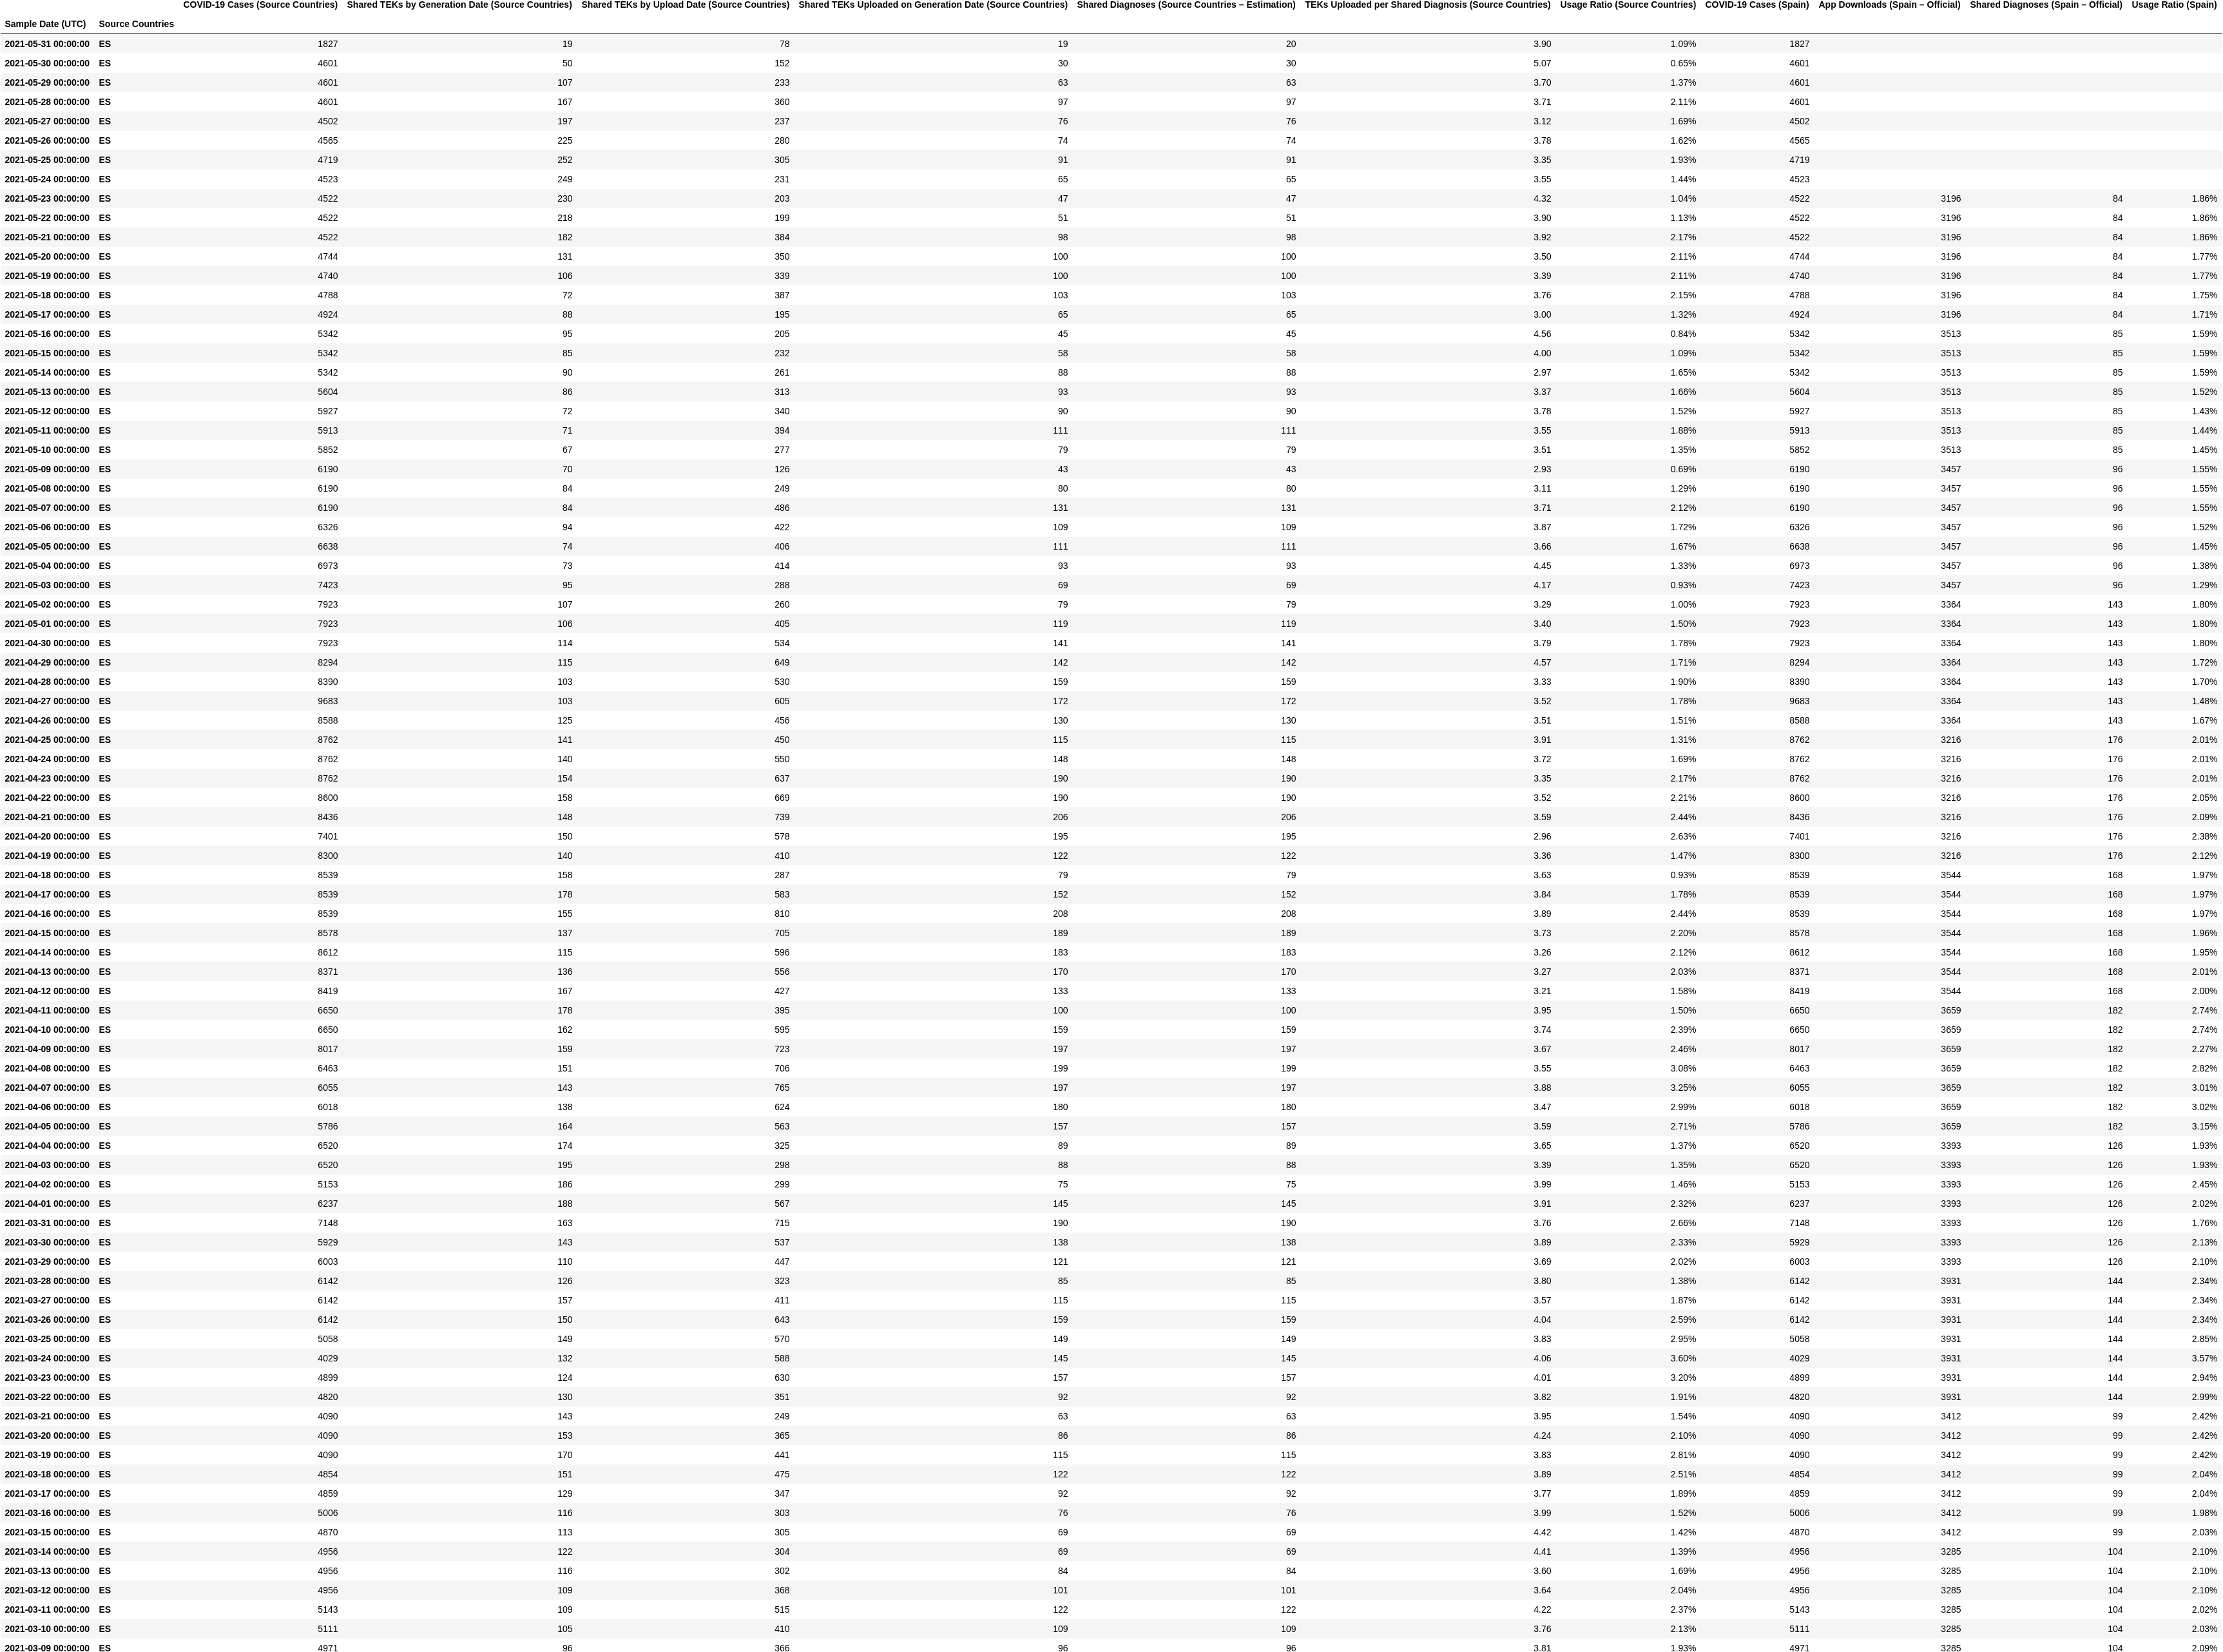 COVID-19 Cases (Source Countries) Shared TEKs by Generation Date (Source Countries) Shared TEKs by Upload Date (Source Countries) Shared TEKs Uploaded on Generation Date (Source Countries) Shared Diagnoses (Source Countries – Estimation) TEKs Uploaded per Shared Diagnosis (Source Countries) Usage Ratio (Source Countries) COVID-19 Cases (Spain) App Downloads (Spain – Official) Shared Diagnoses (Spain – Official) Usage Ratio (Spain)
Sample Date (UTC) Source Countries
2021-05-31 00:00:00 ES 1827 19 78 19 20 3.90 1.09% 1827
2021-05-30 00:00:00 ES 4601 50 152 30 30 5.07 0.65% 4601
2021-05-29 00:00:00 ES 4601 107 233 63 63 3.70 1.37% 4601
2021-05-28 00:00:00 ES 4601 167 360 97 97 3.71 2.11% 4601
2021-05-27 00:00:00 ES 4502 197 237 76 76 3.12 1.69% 4502
2021-05-26 00:00:00 ES 4565 225 280 74 74 3.78 1.62% 4565
2021-05-25 00:00:00 ES 4719 252 305 91 91 3.35 1.93% 4719
2021-05-24 00:00:00 ES 4523 249 231 65 65 3.55 1.44% 4523
2021-05-23 00:00:00 ES 4522 230 203 47 47 4.32 1.04% 4522 3196 84 1.86%
2021-05-22 00:00:00 ES 4522 218 199 51 51 3.90 1.13% 4522 3196 84 1.86%
2021-05-21 00:00:00 ES 4522 182 384 98 98 3.92 2.17% 4522 3196 84 1.86%
2021-05-20 00:00:00 ES 4744 131 350 100 100 3.50 2.11% 4744 3196 84 1.77%
2021-05-19 00:00:00 ES 4740 106 339 100 100 3.39 2.11% 4740 3196 84 1.77%
2021-05-18 00:00:00 ES 4788 72 387 103 103 3.76 2.15% 4788 3196 84 1.75%
2021-05-17 00:00:00 ES 4924 88 195 65 65 3.00 1.32% 4924 3196 84 1.71%
2021-05-16 00:00:00 ES 5342 95 205 45 45 4.56 0.84% 5342 3513 85 1.59%
2021-05-15 00:00:00 ES 5342 85 232 58 58 4.00 1.09% 5342 3513 85 1.59%
2021-05-14 00:00:00 ES 5342 90 261 88 88 2.97 1.65% 5342 3513 85 1.59%
2021-05-13 00:00:00 ES 5604 86 313 93 93 3.37 1.66% 5604 3513 85 1.52%
2021-05-12 00:00:00 ES 5927 72 340 90 90 3.78 1.52% 5927 3513 85 1.43%
2021-05-11 00:00:00 ES 5913 71 394 111 111 3.55 1.88% 5913 3513 85 1.44%
2021-05-10 00:00:00 ES 5852 67 277 79 79 3.51 1.35% 5852 3513 85 1.45%
2021-05-09 00:00:00 ES 6190 70 126 43 43 2.93 0.69% 6190 3457 96 1.55%
2021-05-08 00:00:00 ES 6190 84 249 80 80 3.11 1.29% 6190 3457 96 1.55%
2021-05-07 00:00:00 ES 6190 84 486 131 131 3.71 2.12% 6190 3457 96 1.55%
2021-05-06 00:00:00 ES 6326 94 422 109 109 3.87 1.72% 6326 3457 96 1.52%
2021-05-05 00:00:00 ES 6638 74 406 111 111 3.66 1.67% 6638 3457 96 1.45%
2021-05-04 00:00:00 ES 6973 73 414 93 93 4.45 1.33% 6973 3457 96 1.38%
2021-05-03 00:00:00 ES 7423 95 288 69 69 4.17 0.93% 7423 3457 96 1.29%
2021-05-02 00:00:00 ES 7923 107 260 79 79 3.29 1.00% 7923 3364 143 1.80%
2021-05-01 00:00:00 ES 7923 106 405 119 119 3.40 1.50% 7923 3364 143 1.80%
2021-04-30 00:00:00 ES 7923 114 534 141 141 3.79 1.78% 7923 3364 143 1.80%
2021-04-29 00:00:00 ES 8294 115 649 142 142 4.57 1.71% 8294 3364 143 1.72%
2021-04-28 00:00:00 ES 8390 103 530 159 159 3.33 1.90% 8390 3364 143 1.70%
2021-04-27 00:00:00 ES 9683 103 605 172 172 3.52 1.78% 9683 3364 143 1.48%
2021-04-26 00:00:00 ES 8588 125 456 130 130 3.51 1.51% 8588 3364 143 1.67%
2021-04-25 00:00:00 ES 8762 141 450 115 115 3.91 1.31% 8762 3216 176 2.01%
2021-04-24 00:00:00 ES 8762 140 550 148 148 3.72 1.69% 8762 3216 176 2.01%
2021-04-23 00:00:00 ES 8762 154 637 190 190 3.35 2.17% 8762 3216 176 2.01%
2021-04-22 00:00:00 ES 8600 158 669 190 190 3.52 2.21% 8600 3216 176 2.05%
2021-04-21 00:00:00 ES 8436 148 739 206 206 3.59 2.44% 8436 3216 176 2.09%
2021-04-20 00:00:00 ES 7401 150 578 195 195 2.96 2.63% 7401 3216 176 2.38%
2021-04-19 00:00:00 ES 8300 140 410 122 122 3.36 1.47% 8300 3216 176 2.12%
2021-04-18 00:00:00 ES 8539 158 287 79 79 3.63 0.93% 8539 3544 168 1.97%
2021-04-17 00:00:00 ES 8539 178 583 152 152 3.84 1.78% 8539 3544 168 1.97%
2021-04-16 00:00:00 ES 8539 155 810 208 208 3.89 2.44% 8539 3544 168 1.97%
2021-04-15 00:00:00 ES 8578 137 705 189 189 3.73 2.20% 8578 3544 168 1.96%
2021-04-14 00:00:00 ES 8612 115 596 183 183 3.26 2.12% 8612 3544 168 1.95%
2021-04-13 00:00:00 ES 8371 136 556 170 170 3.27 2.03% 8371 3544 168 2.01%
2021-04-12 00:00:00 ES 8419 167 427 133 133 3.21 1.58% 8419 3544 168 2.00%
2021-04-11 00:00:00 ES 6650 178 395 100 100 3.95 1.50% 6650 3659 182 2.74%
2021-04-10 00:00:00 ES 6650 162 595 159 159 3.74 2.39% 6650 3659 182 2.74%
2021-04-09 00:00:00 ES 8017 159 723 197 197 3.67 2.46% 8017 3659 182 2.27%
2021-04-08 00:00:00 ES 6463 151 706 199 199 3.55 3.08% 6463 3659 182 2.82%
2021-04-07 00:00:00 ES 6055 143 765 197 197 3.88 3.25% 6055 3659 182 3.01%
2021-04-06 00:00:00 ES 6018 138 624 180 180 3.47 2.99% 6018 3659 182 3.02%
2021-04-05 00:00:00 ES 5786 164 563 157 157 3.59 2.71% 5786 3659 182 3.15%
2021-04-04 00:00:00 ES 6520 174 325 89 89 3.65 1.37% 6520 3393 126 1.93%
2021-04-03 00:00:00 ES 6520 195 298 88 88 3.39 1.35% 6520 3393 126 1.93%
2021-04-02 00:00:00 ES 5153 186 299 75 75 3.99 1.46% 5153 3393 126 2.45%
2021-04-01 00:00:00 ES 6237 188 567 145 145 3.91 2.32% 6237 3393 126 2.02%
2021-03-31 00:00:00 ES 7148 163 715 190 190 3.76 2.66% 7148 3393 126 1.76%
2021-03-30 00:00:00 ES 5929 143 537 138 138 3.89 2.33% 5929 3393 126 2.13%
2021-03-29 00:00:00 ES 6003 110 447 121 121 3.69 2.02% 6003 3393 126 2.10%
2021-03-28 00:00:00 ES 6142 126 323 85 85 3.80 1.38% 6142 3931 144 2.34%
2021-03-27 00:00:00 ES 6142 157 411 115 115 3.57 1.87% 6142 3931 144 2.34%
2021-03-26 00:00:00 ES 6142 150 643 159 159 4.04 2.59% 6142 3931 144 2.34%
2021-03-25 00:00:00 ES 5058 149 570 149 149 3.83 2.95% 5058 3931 144 2.85%
2021-03-24 00:00:00 ES 4029 132 588 145 145 4.06 3.60% 4029 3931 144 3.57%
2021-03-23 00:00:00 ES 4899 124 630 157 157 4.01 3.20% 4899 3931 144 2.94%
2021-03-22 00:00:00 ES 4820 130 351 92 92 3.82 1.91% 4820 3931 144 2.99%
2021-03-21 00:00:00 ES 4090 143 249 63 63 3.95 1.54% 4090 3412 99 2.42%
2021-03-20 00:00:00 ES 4090 153 365 86 86 4.24 2.10% 4090 3412 99 2.42%
2021-03-19 00:00:00 ES 4090 170 441 115 115 3.83 2.81% 4090 3412 99 2.42%
2021-03-18 00:00:00 ES 4854 151 475 122 122 3.89 2.51% 4854 3412 99 2.04%
2021-03-17 00:00:00 ES 4859 129 347 92 92 3.77 1.89% 4859 3412 99 2.04%
2021-03-16 00:00:00 ES 5006 116 303 76 76 3.99 1.52% 5006 3412 99 1.98%
2021-03-15 00:00:00 ES 4870 113 305 69 69 4.42 1.42% 4870 3412 99 2.03%
2021-03-14 00:00:00 ES 4956 122 304 69 69 4.41 1.39% 4956 3285 104 2.10%
2021-03-13 00:00:00 ES 4956 116 302 84 84 3.60 1.69% 4956 3285 104 2.10%
2021-03-12 00:00:00 ES 4956 109 368 101 101 3.64 2.04% 4956 3285 104 2.10%
2021-03-11 00:00:00 ES 5143 109 515 122 122 4.22 2.37% 5143 3285 104 2.02%
2021-03-10 00:00:00 ES 5111 105 410 109 109 3.76 2.13% 5111 3285 104 2.03%
2021-03-09 00:00:00 ES 4971 96 366 96 96 3.81 1.93% 4971 3285 104 2.09%